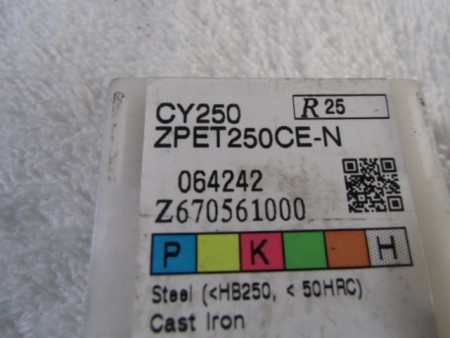 CY250 R 25
ZPET250CE-N
064242
Z670561000
P K H
Steel (<HB250, < 50HRC)
Cast Iron